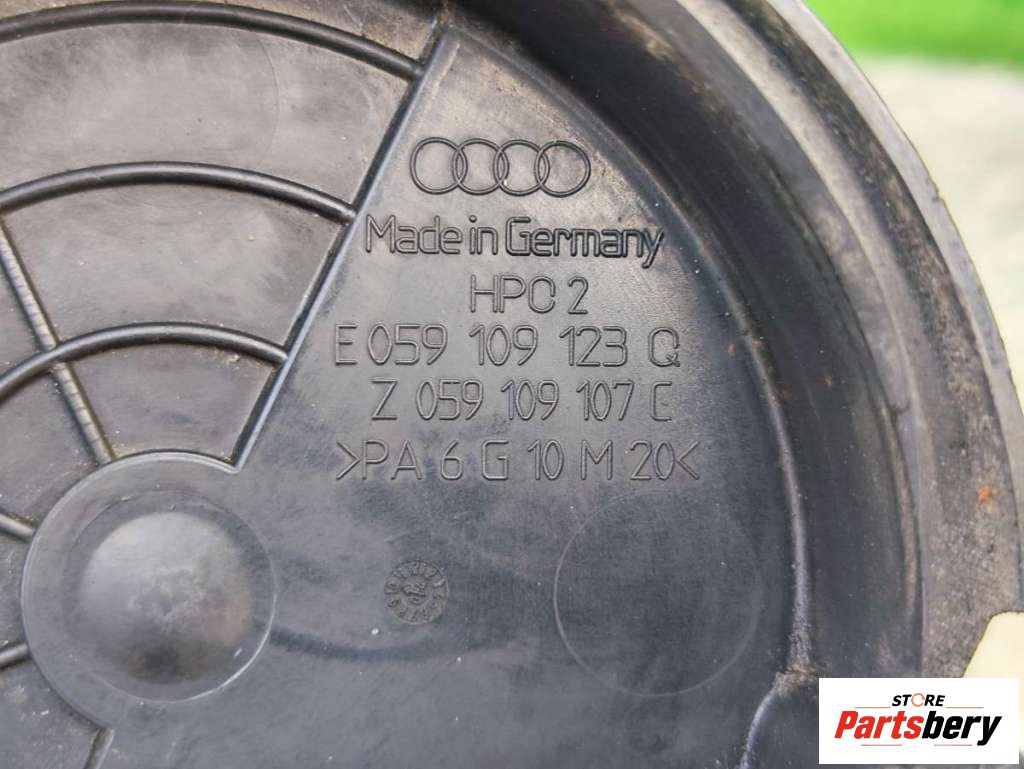 Made in Germany
HPC 2
E 059 109 123 Q
Z 059 109 107 C
>PA 6 G 10 M 20<
STORE
Partsbery